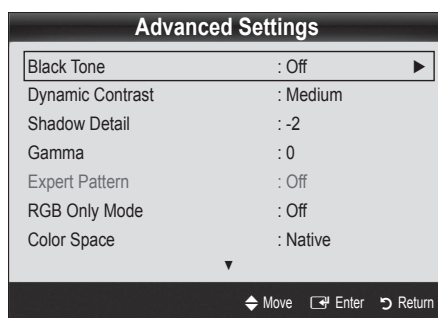 Advanced Settings
Black Tone : Off ▶
Dynamic Contrast : Medium
Shadow Detail : -2
Gamma : 0
Expert Pattern : Off
RGB Only Mode : Off
Color Space : Native
▼
Move Enter Return